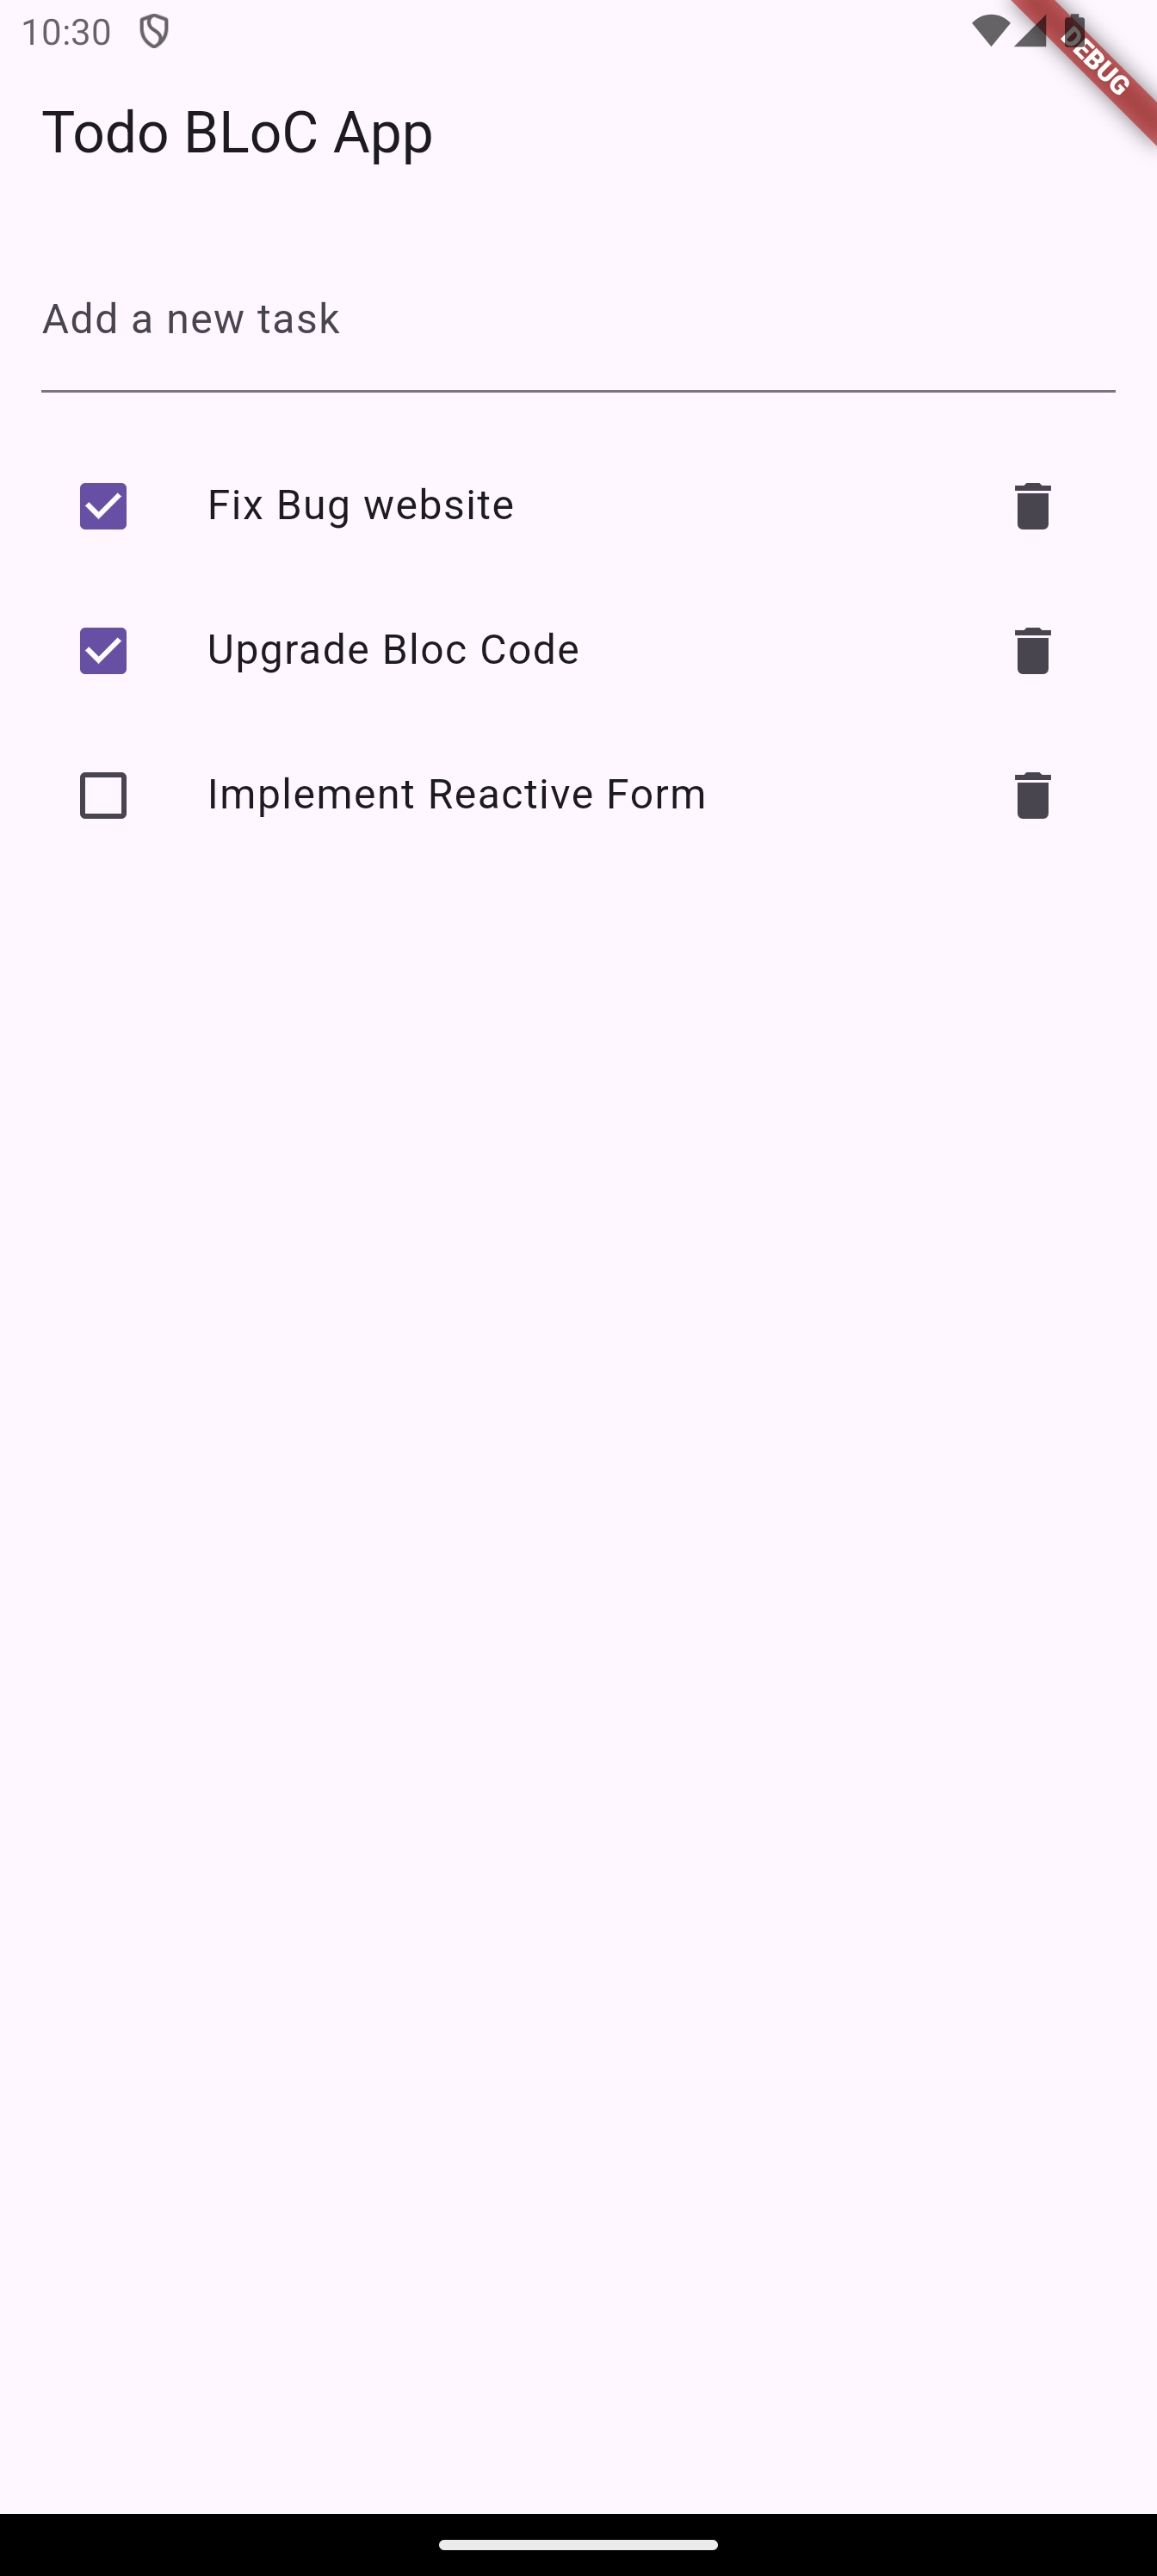 10:30
DEBUG
Todo BLoC App
Add a new task
Fix Bug website
Upgrade Bloc Code
Implement Reactive Form